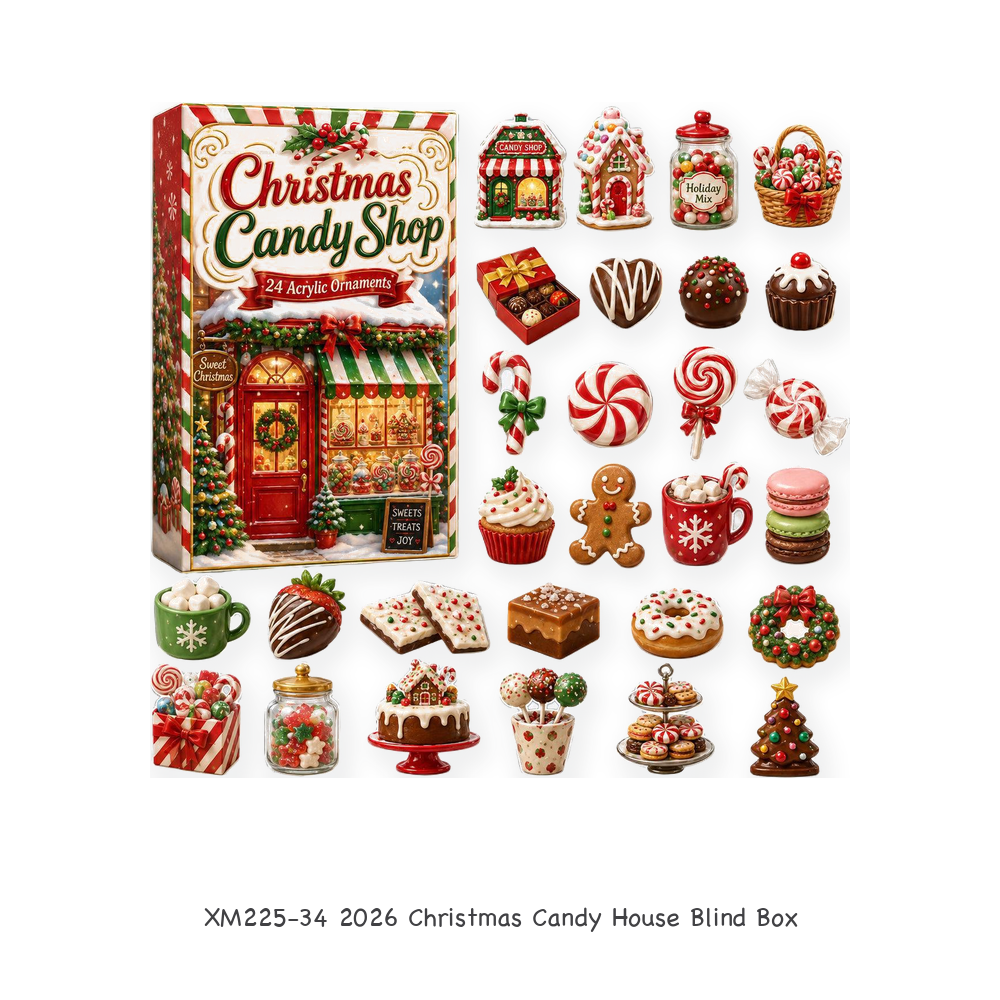 Christmas
Candy Shop
24 Acrylic Ornaments
Sweet
Christmas
SWEETS
TREATS
JOY
CANDY SHOP
Holiday
Mix
XM225-34 2026 Christmas Candy House Blind Box